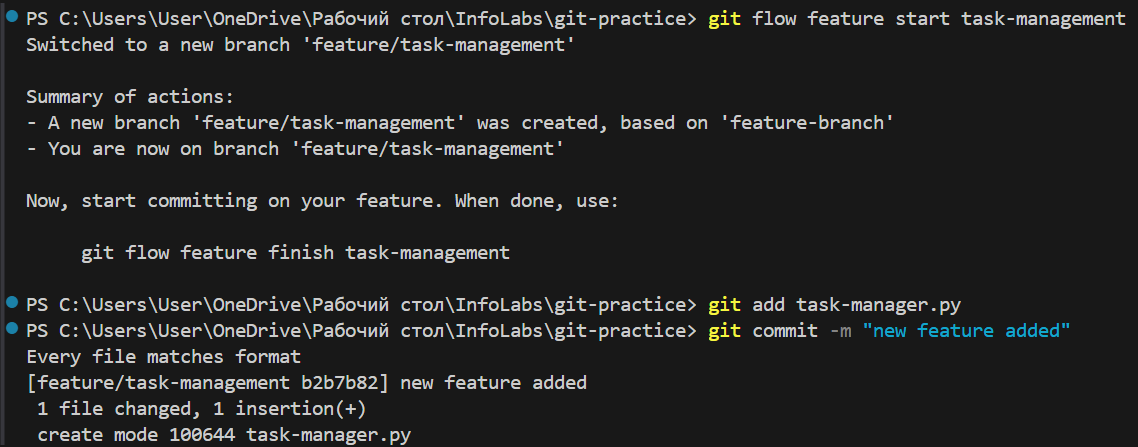 PS C:\Users\User\OneDrive\Рабочий стол\InfoLabs\git-practice> git flow feature start task-management
Switched to a new branch 'feature/task-management'
Summary of actions:
- A new branch 'feature/task-management' was created, based on 'feature-branch'
- You are now on branch 'feature/task-management'
Now, start committing on your feature. When done, use:
git flow feature finish task-management
PS C:\Users\User\OneDrive\Рабочий стол\InfoLabs\git-practice> git add task-manager.py
PS C:\Users\User\OneDrive\Рабочий стол\InfoLabs\git-practice> git commit -m "new feature added"
Every file matches format
[feature/task-management b2b7b82] new feature added
1 file changed, 1 insertion(+)
create mode 100644 task-manager.py